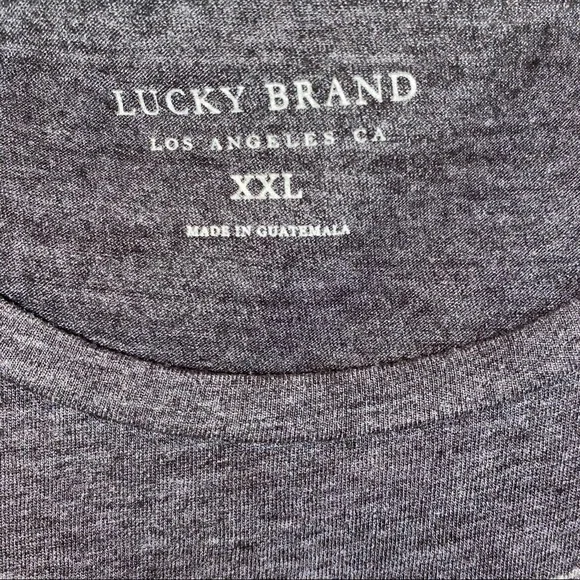 LUCKY BRAND
LOS ANGELES CA
XXL
MADE IN GUATEMALA